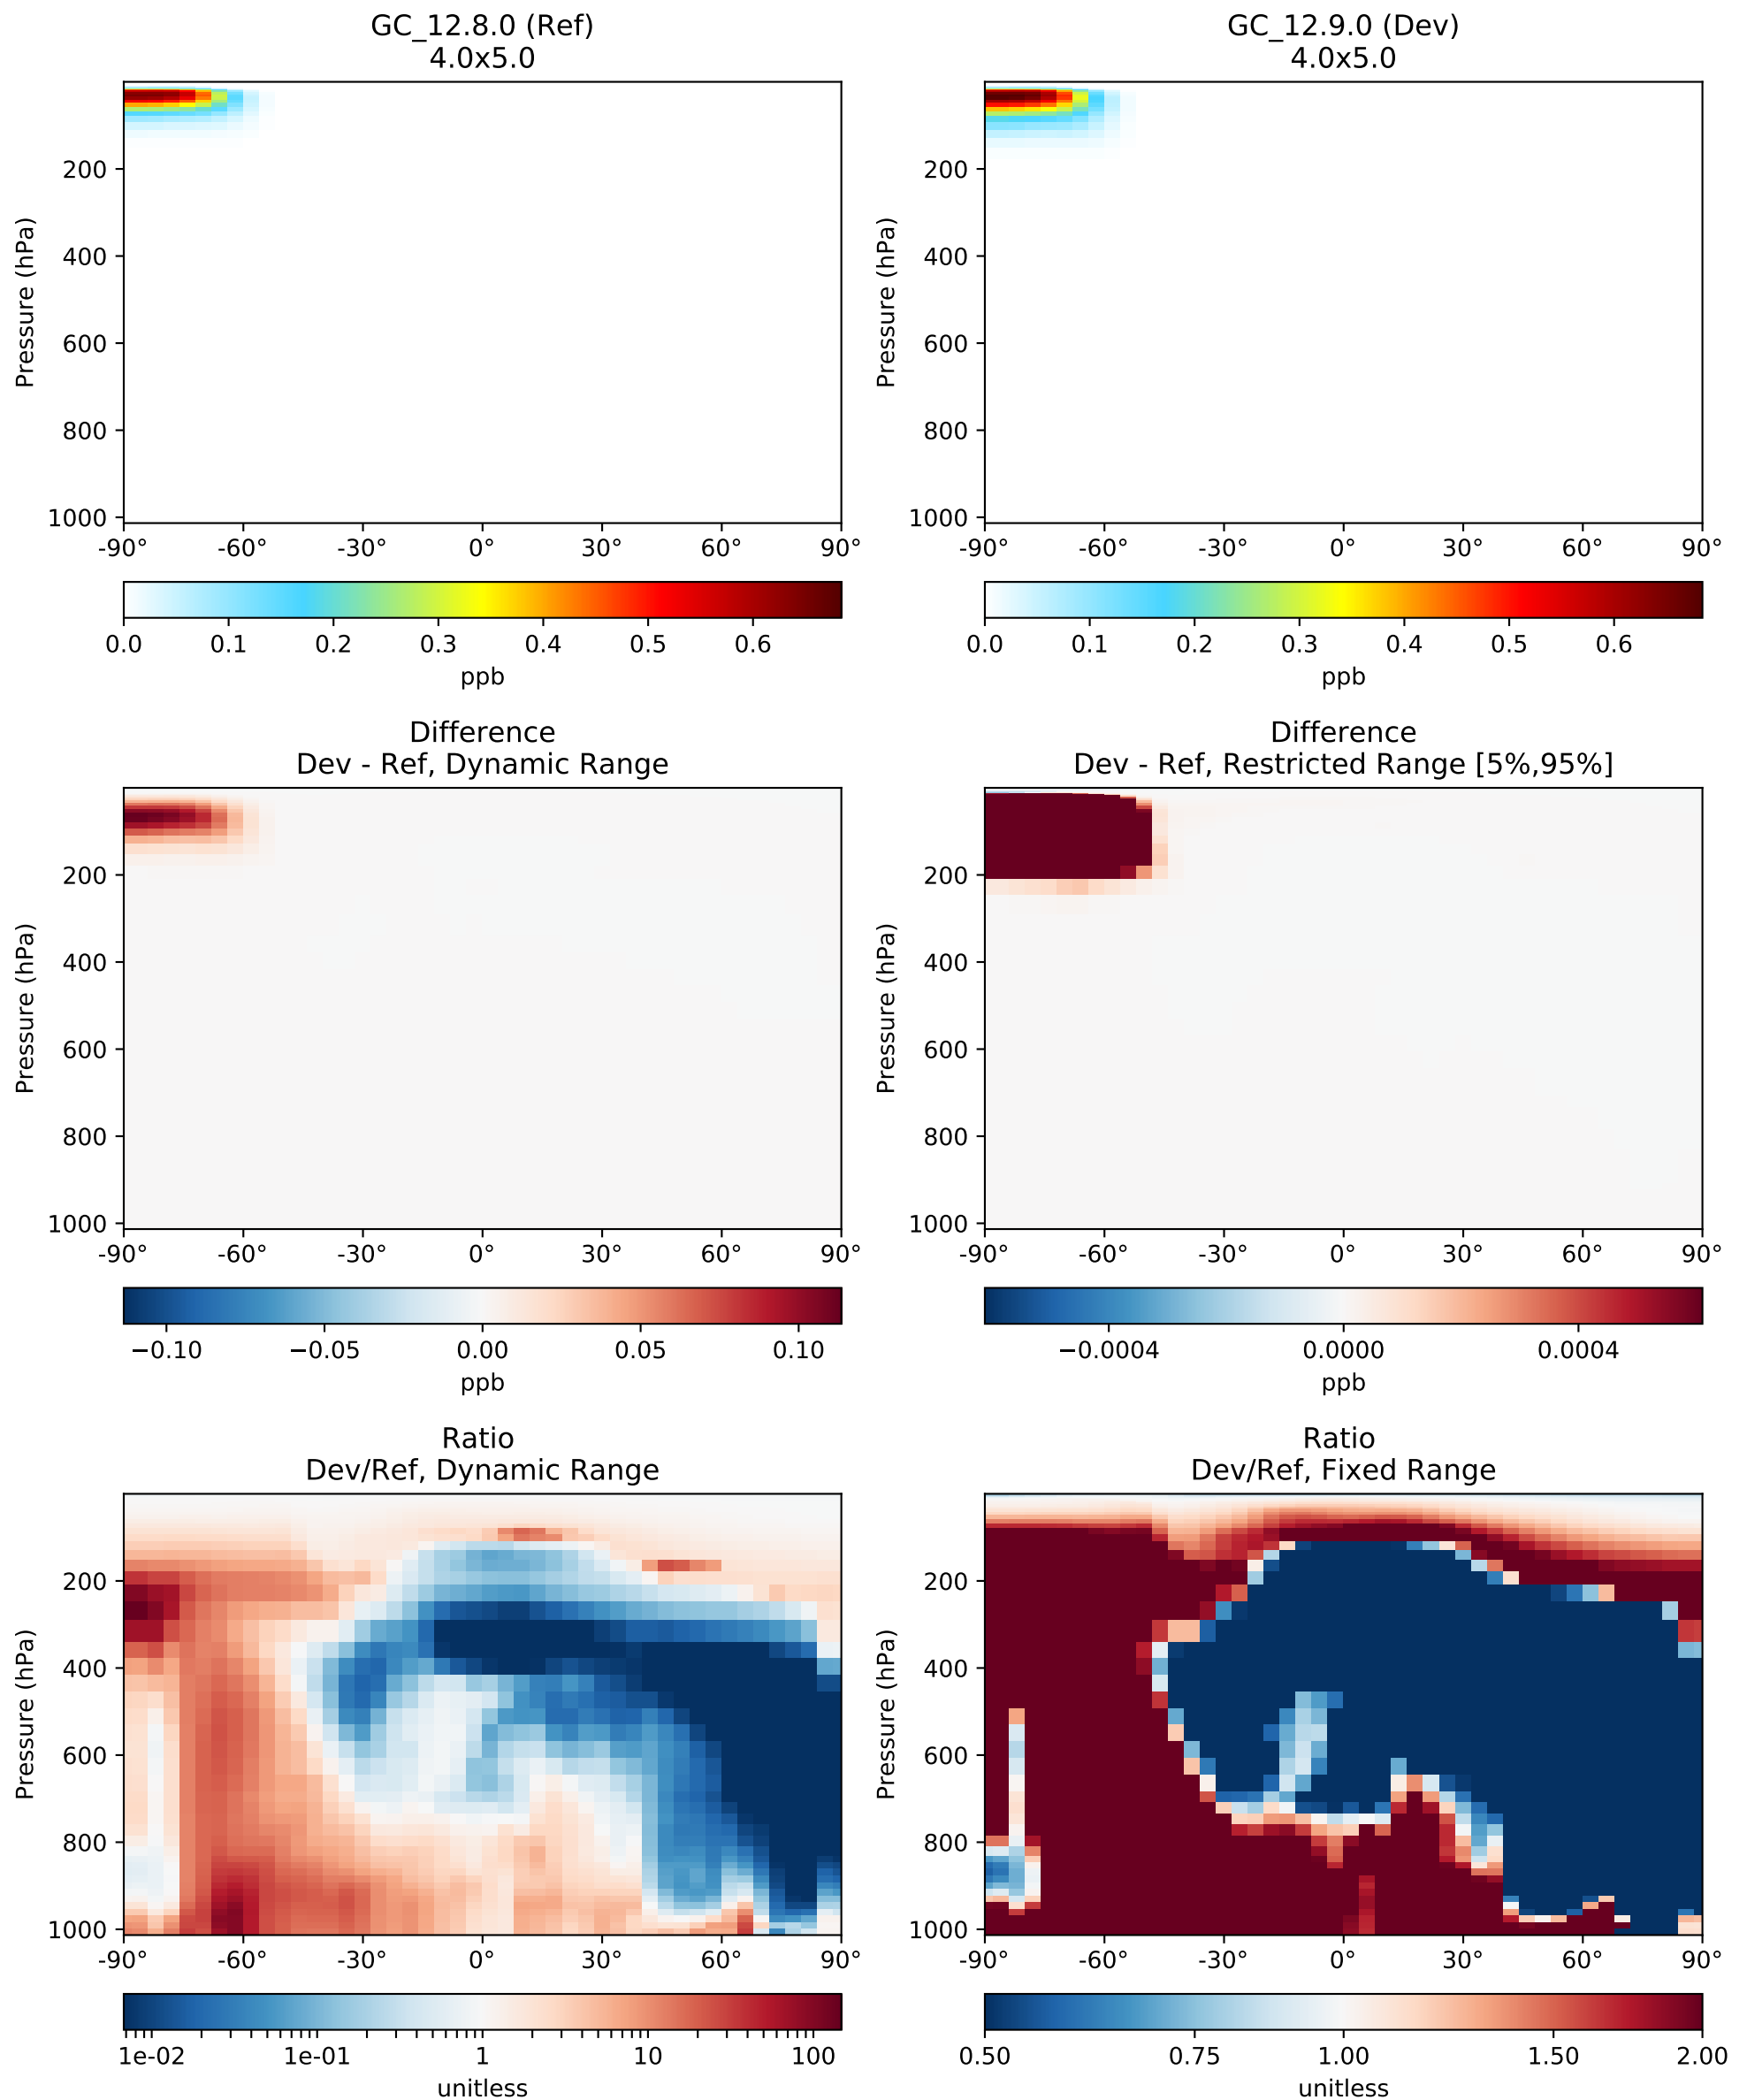 GC_12.8.0 (Ref)
4.0x5.0
Pressure (hPa)
200
400
600
800
1000
-90° -60° -30° 0° 30° 60° 90°
0.0 0.1 0.2 0.3 0.4 0.5 0.6
ppb
GC_12.9.0 (Dev)
4.0x5.0
Pressure (hPa)
200
400
600
800
1000
-90° -60° -30° 0° 30° 60° 90°
0.0 0.1 0.2 0.3 0.4 0.5 0.6
ppb
Difference
Dev - Ref, Dynamic Range
Pressure (hPa)
200
400
600
800
1000
-90° -60° -30° 0° 30° 60° 90°
−0.10 −0.05 0.00 0.05 0.10
ppb
Difference
Dev - Ref, Restricted Range [5%,95%]
Pressure (hPa)
200
400
600
800
1000
-90° -60° -30° 0° 30° 60° 90°
−0.0004 0.0000 0.0004
ppb
Ratio
Dev/Ref, Dynamic Range
Pressure (hPa)
200
400
600
800
1000
-90° -60° -30° 0° 30° 60° 90°
1e-02 1e-01 1 10 100
unitless
Ratio
Dev/Ref, Fixed Range
Pressure (hPa)
200
400
600
800
1000
-90° -60° -30° 0° 30° 60° 90°
0.50 0.75 1.00 1.50 2.00
unitless